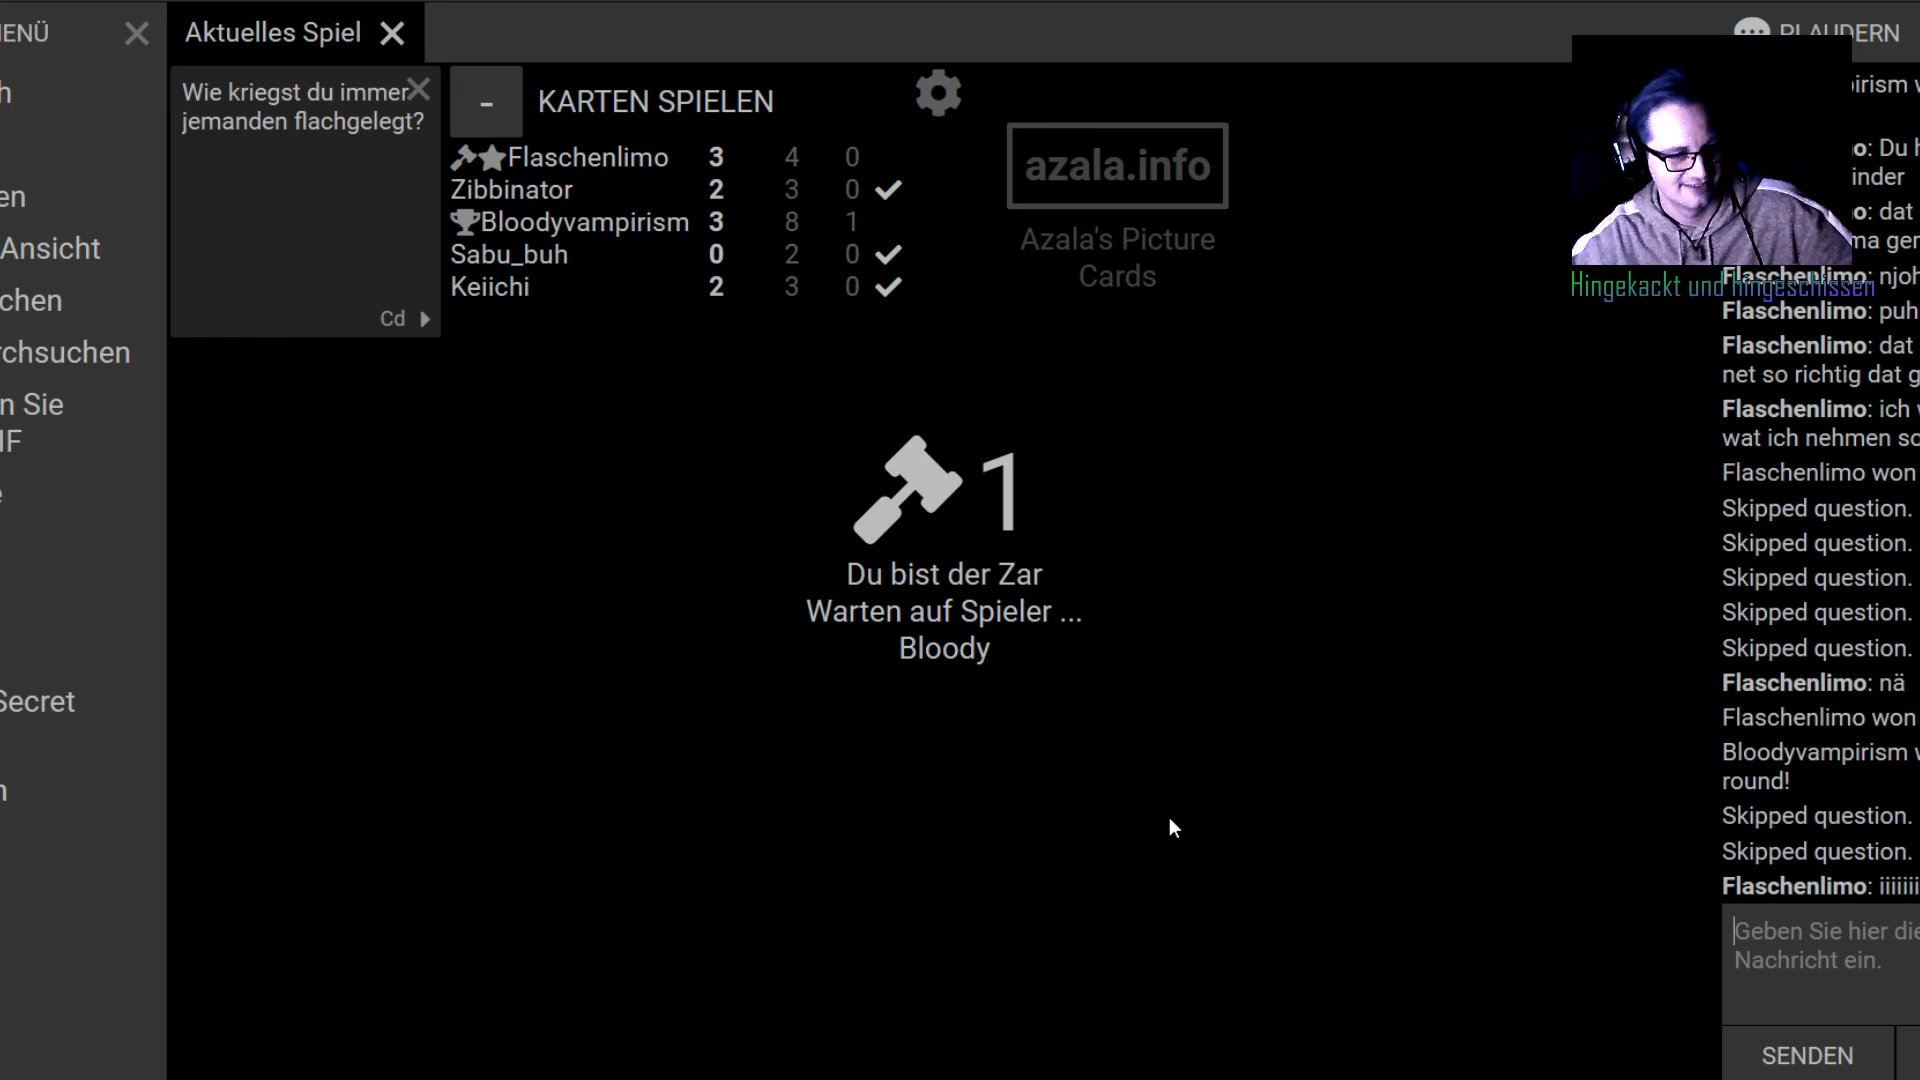 ENÜ
Aktuelles Spiel
PLAUDERN
Wie kriegst du immer
jemanden flachgelegt?
Cd
-
KARTEN SPIELEN
Flaschenlimo 3 4 0
Zibbinator 2 3 0
Bloodyvampirism 3 8 1
Sabu_buh 0 2 0
Keiichi 2 3 0
azala.info
Azala's Picture
Cards
h
en
Ansicht
chen
rchsuchen
n Sie
Secret
n
1
Du bist der Zar
Warten auf Spieler ...
Bloody
Hingekackt und hingeschissen
irism
o: Du
inder
o: dat
ma ger
Flaschenlimo: njoh
Flaschenlimo: puh
Flaschenlimo: dat
net so richtig dat g
Flaschenlimo: ich
wat ich nehmen so
Flaschenlimo won
Skipped question.
Skipped question.
Skipped question.
Skipped question.
Skipped question.
Flaschenlimo: nä
Flaschenlimo won
Bloodyvampirism
round!
Skipped question.
Skipped question.
Flaschenlimo: iiiiiii
Geben Sie hier die
Nachricht ein.
SENDEN